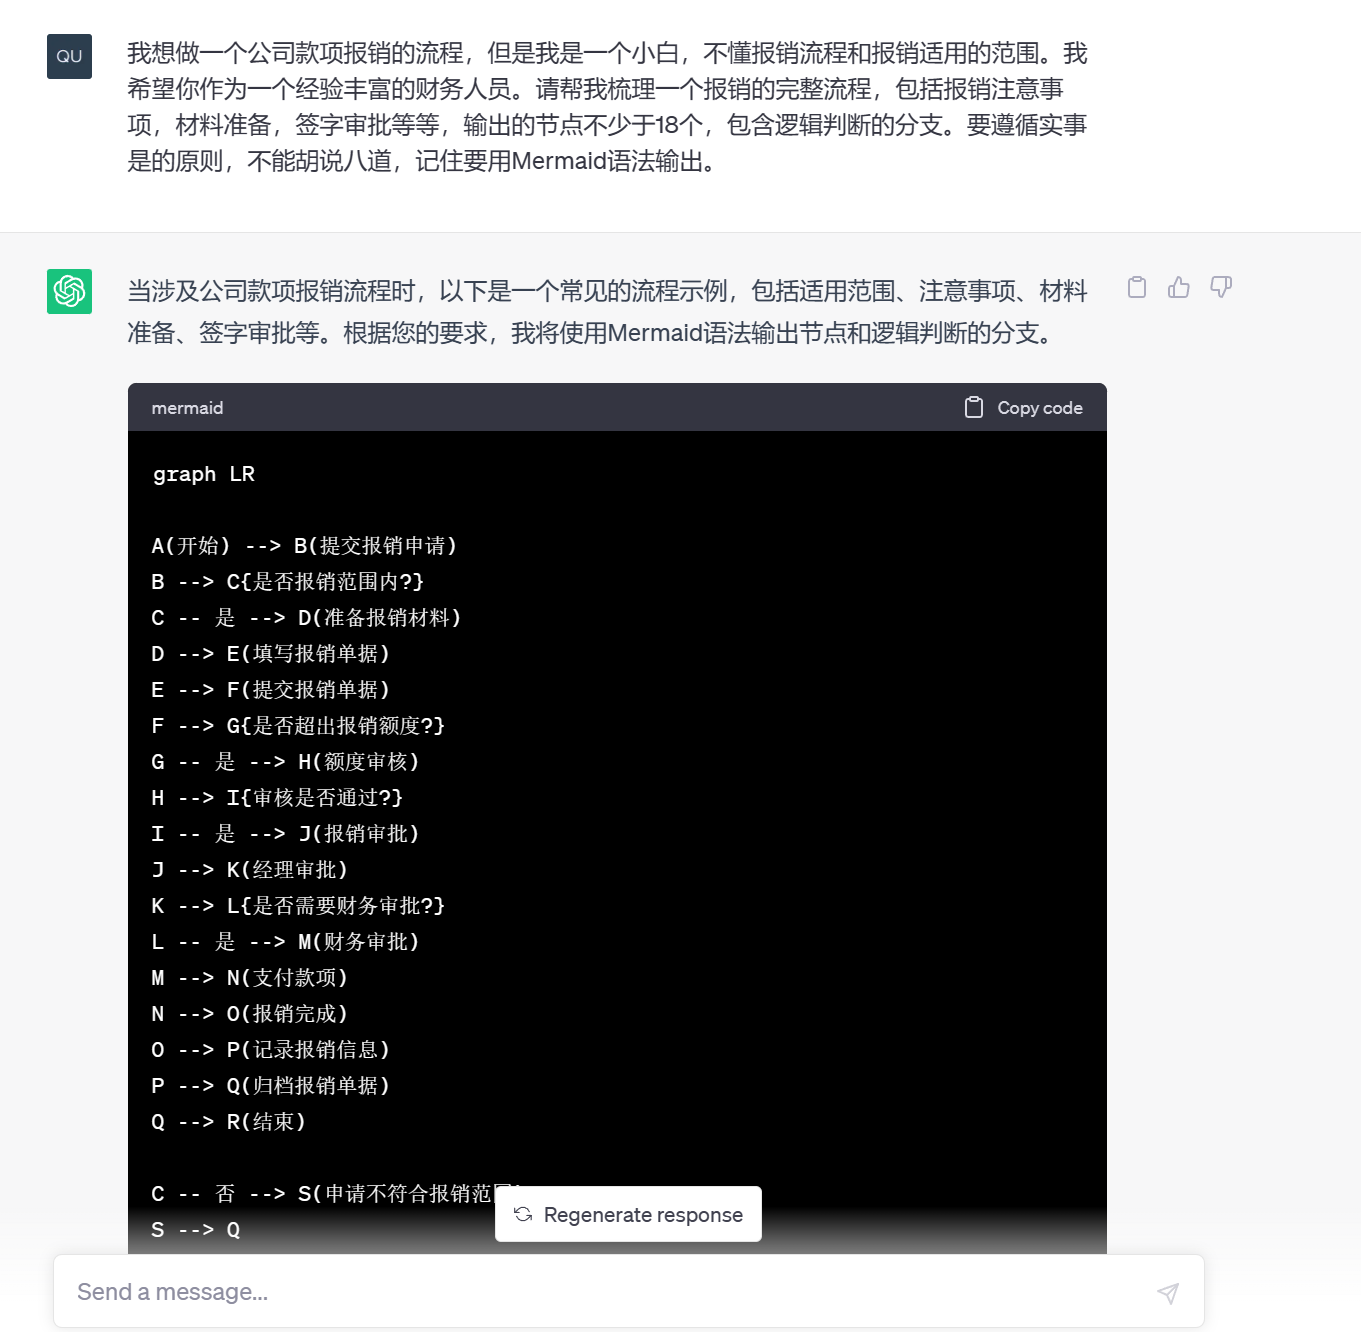 QU
我想做一个公司款项报销的流程，但是我是一个小白，不懂报销流程和报销适用的范围。我
希望你作为一个经验丰富的财务人员。请帮我梳理一个报销的完整流程，包括报销注意事
项，材料准备，签字审批等等，输出的节点不少于18个，包含逻辑判断的分支。要遵循实事
是的原则，不能胡说八道，记住要用Mermaid语法输出。
当涉及公司款项报销流程时，以下是一个常见的流程示例，包括适用范围、注意事项、材料
准备、签字审批等。根据您的要求，我将使用Mermaid语法输出节点和逻辑判断的分支。
mermaid Copy code
graph LR
A(开始) --> B(提交报销申请)
B --> C{是否报销范围内?}
C -- 是 --> D(准备报销材料)
D --> E(填写报销单据)
E --> F(提交报销单据)
F --> G{是否超出报销额度?}
G -- 是 --> H(额度审核)
H --> I{审核是否通过?}
I -- 是 --> J(报销审批)
J --> K(经理审批)
K --> L{是否需要财务审批?}
L -- 是 --> M(财务审批)
M --> N(支付款项)
N --> O(报销完成)
O --> P(记录报销信息)
P --> Q(归档报销单据)
Q --> R(结束)
C -- 否 --> S(申请不符合报销范
S --> Q
Regenerate response
Send a message...